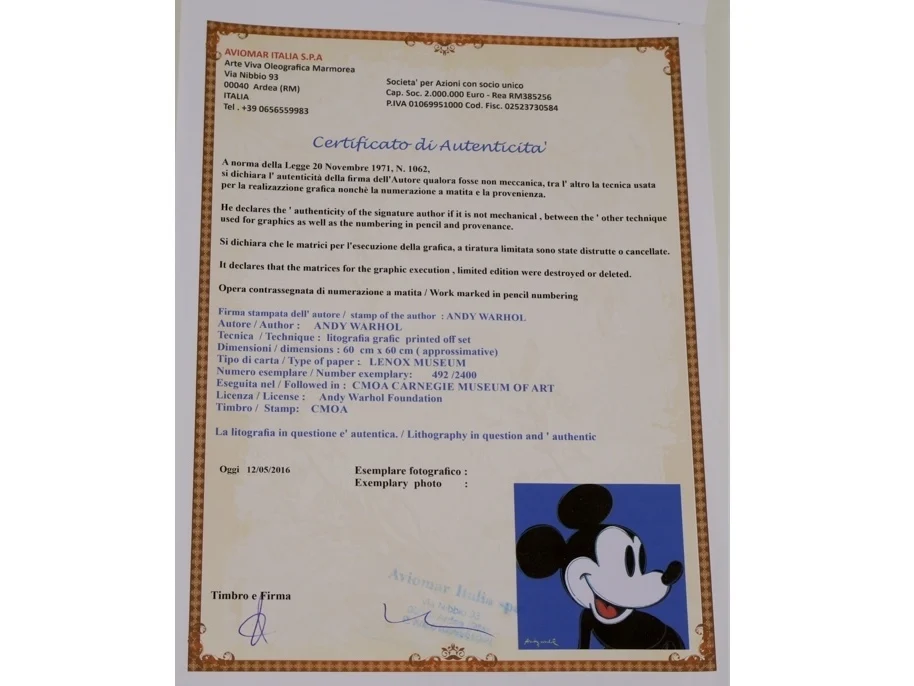 AVIOMAR ITALIA S.P.A
Arte Viva Oleografica Marmorea
Via Nibbio 93
00040 Ardea (RM)
ITALIA
Tel . +39 0656559983
Societa' per Azioni con socio unico
Cap. Soc. 2.000.000 Euro - Rea RM385256
P.IVA 01069951000 Cod. Fisc. 02523730584
Certificato di Autenticita'
A norma della Legge 20 Novembre 1971, N. 1062,
si dichiara l' autenticità della firma dell'Autore qualora fosse non meccanica, tra l' altro la tecnica usata
per la realizazzione grafica nonchè la numerazione a matita e la provenienza.
He declares the ' authenticity of the signature author if it is not mechanical , between the ' other technique
used for graphics as well as the numbering in pencil and provenance.
Si dichiara che le matrici per l'esecuzione della grafica, a tiratura limitata sono state distrutte o cancellate.
It declares that the matrices for the graphic execution , limited edition were destroyed or deleted.
Opera contrassegnata di numerazione a matita / Work marked in pencil numbering
Firma stampata dell' autore / stamp of the author : ANDY WARHOL
Autore / Author : ANDY WARHOL
Tecnica / Technique : litografia grafic printed off set
Dimensioni / dimensions : 60 cm x 60 cm ( approssimative)
Tipo di carta / Type of paper : LENOX MUSEUM
Numero esemplare / Number exemplary: 492 /2400
Eseguita nel / Followed in : CMOA CARNEGIE MUSEUM OF ART
Licenza / License : Andy Warhol Foundation
Timbro / Stamp: CMOA
La litografia in questione e' autentica. / Lithography in question and ' authentic
Oggi 12/05/2016
Esemplare fotografico :
Exemplary photo :
Timbro e Firma
Aviomar Italia spa
Via Nibbio 93